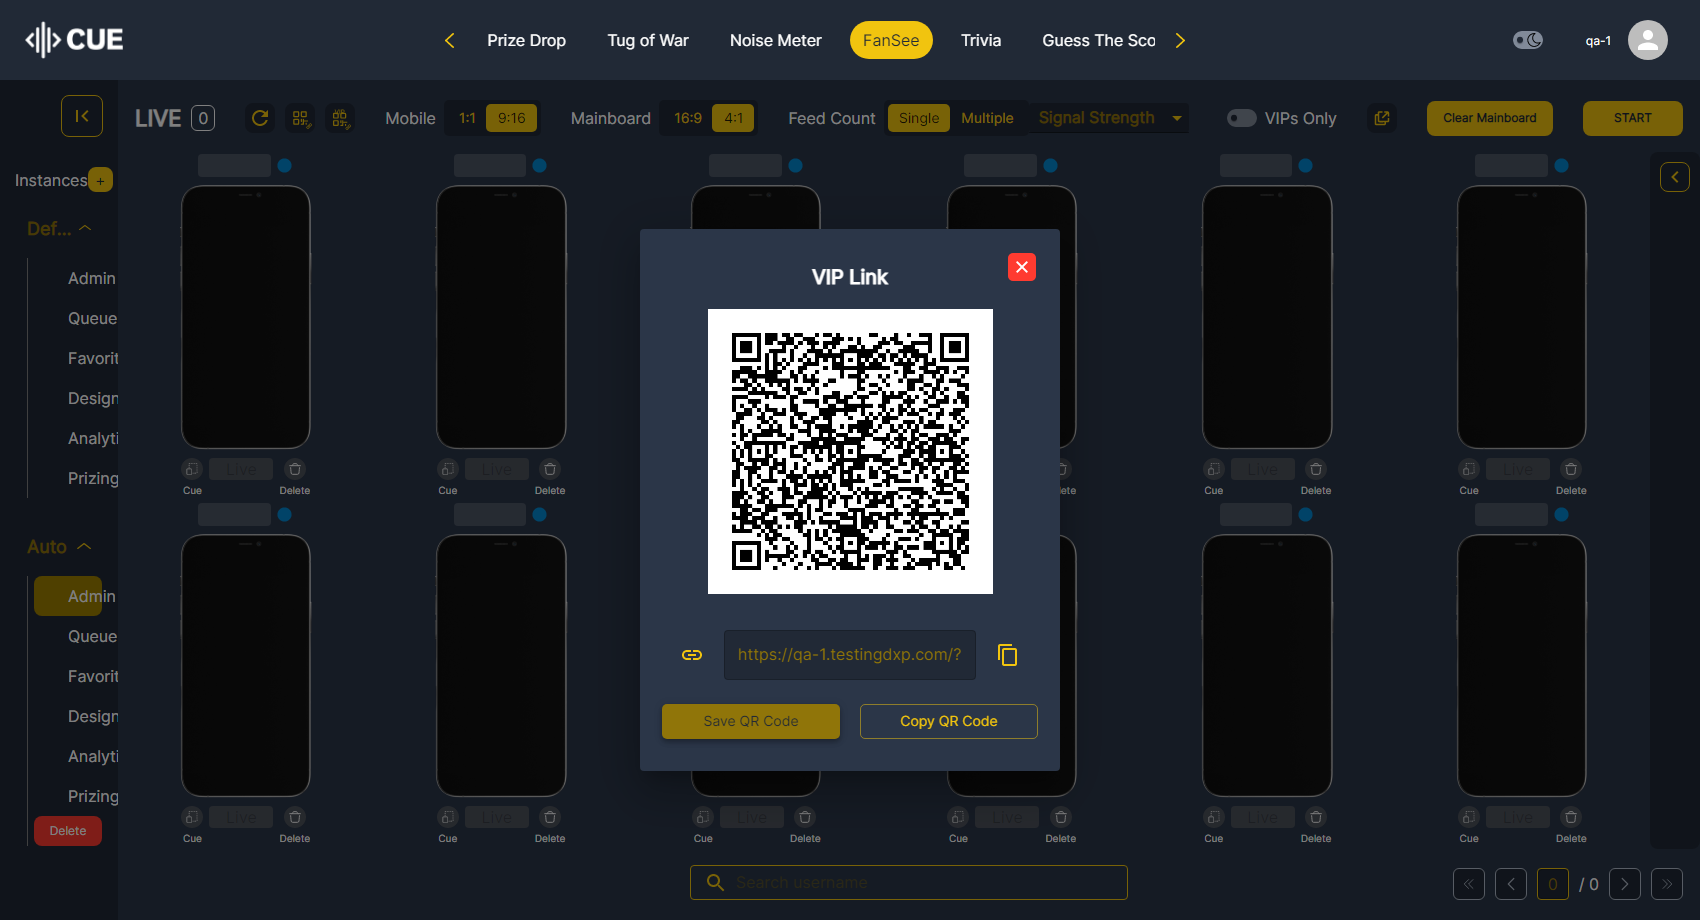 CUE
Prize Drop
Tug of War
Noise Meter
FanSee
Trivia
Guess The Sco
qa-1
LIVE 0
Mobile 1:1 9:16
Mainboard 16:9 4:1
Feed Count Single Multiple
Signal Strength
VIPs Only
Clear Mainboard
START
Instances +
Def...
Admin
Queue
Favorit
Design
Analyti
Prizing
Auto
Admin
Queue
Favorit
Design
Analyti
Prizing
Delete
VIP Link
https://qa-1.testingdxp.com/?
Save QR Code
Copy QR Code
Live Live Live Live
Cue Delete Cue Delete ete Cue Delete Cue Delete
Live Live Live Live Live Live
Cue Delete Cue Delete Cue Delete Cue Delete Cue Delete Cue Delete
Search username
0 / 0